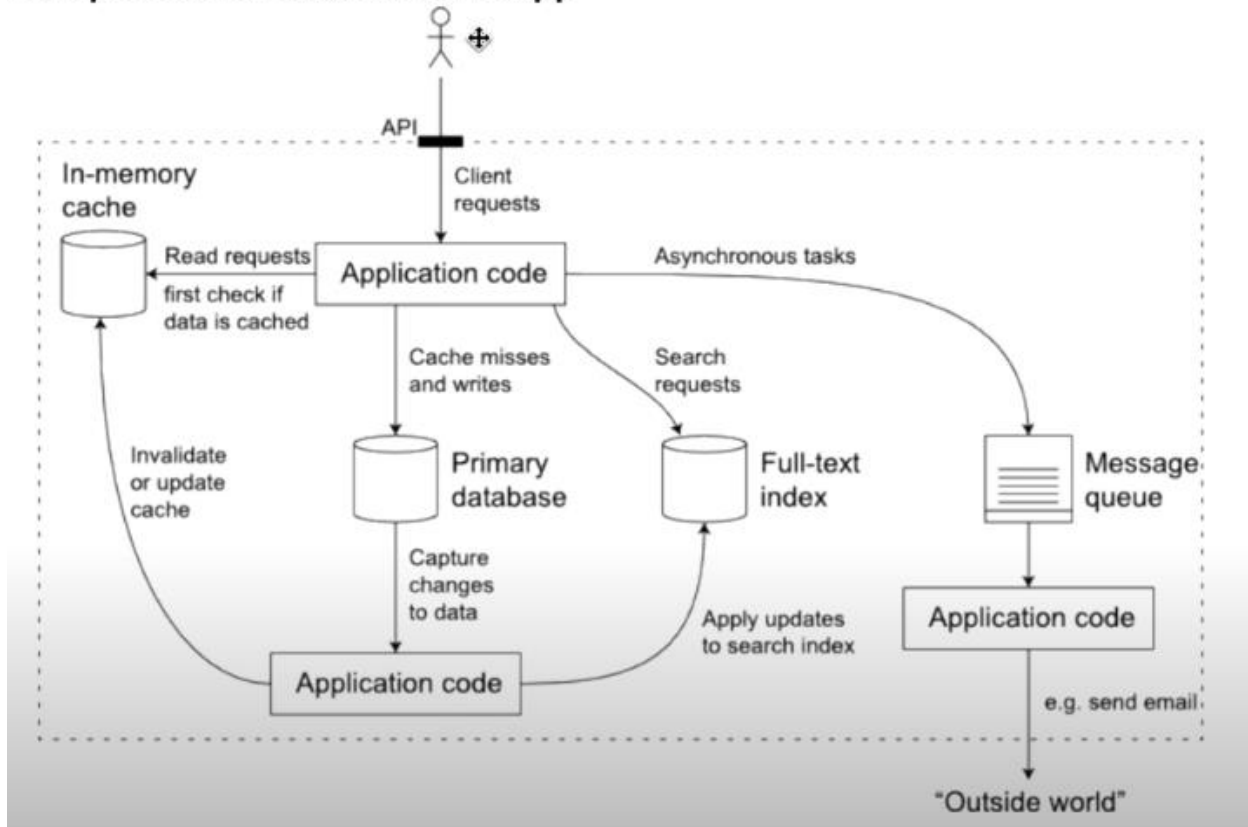 API
Client
requests
In-memory
cache
Read requests
first check if
data is cached
Application code
Asynchronous tasks
Cache misses
and writes
Search
requests
Invalidate
or update
cache
Primary
database
Full-text
index
Message
queue
Capture
changes
to data
Apply updates
to search index
Application code
Application code
e.g. send email
“Outside world”